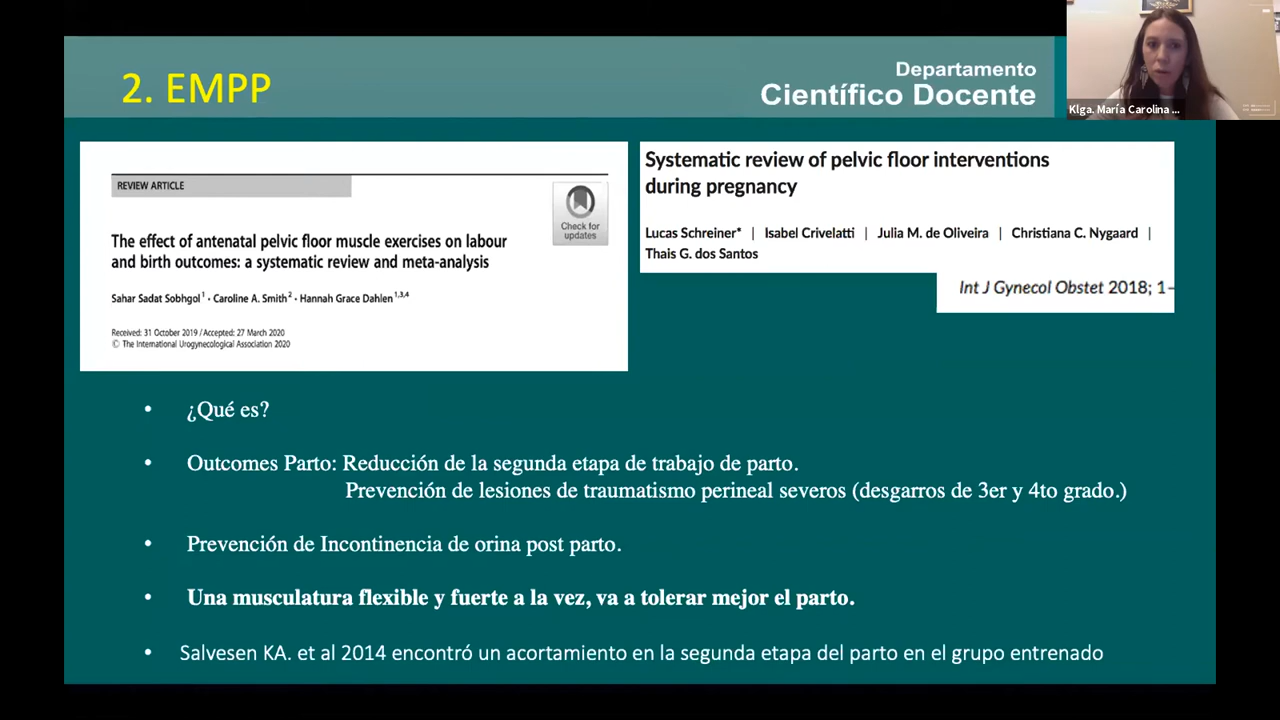 2. EMPP
Departamento
Científico Docente
Klga. María Carolina ...
REVIEW ARTICLE
Check for
updates
The effect of antenatal pelvic floor muscle exercises on labour
and birth outcomes: a systematic review and meta-analysis
Sahar Sadat Sobhgol1 · Caroline A. Smith2 · Hannah Grace Dahlen1,3,4
Received: 31 October 2019 / Accepted: 27 March 2020
© The International Urogynecological Association 2020
Systematic review of pelvic floor interventions
during pregnancy
Lucas Schreiner* | Isabel Crivelatti | Julia M. de Oliveira | Christiana C. Nygaard |
Thais G. dos Santos
Int J Gynecol Obstet 2018; 1–
• ¿Qué es?
• Outcomes Parto: Reducción de la segunda etapa de trabajo de parto.
Prevención de lesiones de traumatismo perineal severos (desgarros de 3er y 4to grado.)
• Prevención de Incontinencia de orina post parto.
• Una musculatura flexible y fuerte a la vez, va a tolerar mejor el parto.
• Salvesen KA. et al 2014 encontró un acortamiento en la segunda etapa del parto en el grupo entrenado